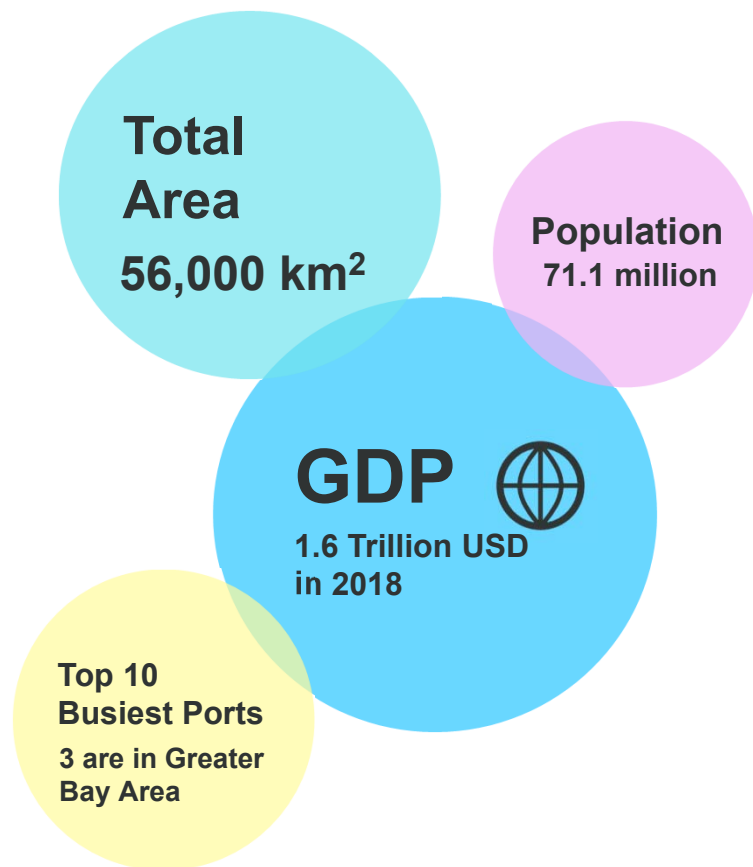 Total
Area
56,000 km²
Population
71.1 million
GDP
1.6 Trillion USD
in 2018
Top 10
Busiest Ports
3 are in Greater
Bay Area